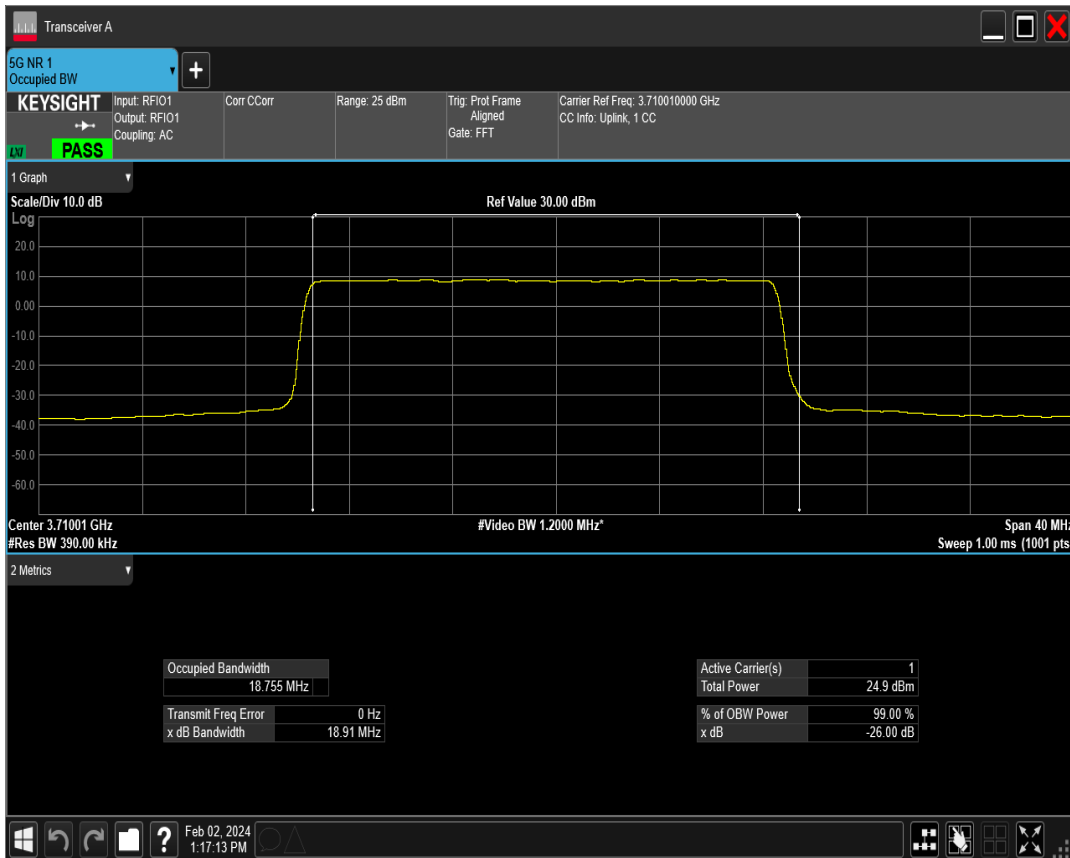 Transceiver A
5G NR 1
Occupied BW
+
KEYSIGHT
LXI
PASS
Input: RFIO1
Output: RFIO1
Coupling: AC
Corr CCorr
Range: 25 dBm
Trig: Prot Frame
Aligned
Gate: FFT
Carrier Ref Freq: 3.710010000 GHz
CC Info: Uplink, 1 CC
1 Graph
Scale/Div 10.0 dB
Ref Value 30.00 dBm
Log
20.0
10.0
0.00
-10.0
-20.0
-30.0
-40.0
-50.0
-60.0
Center 3.71001 GHz
#Video BW 1.2000 MHz*
Span 40 MHz
#Res BW 390.00 kHz
Sweep 1.00 ms (1001 pts
2 Metrics
Occupied Bandwidth
18.755 MHz
Transmit Freq Error 0 Hz
x dB Bandwidth 18.91 MHz
Active Carrier(s) 1
Total Power 24.9 dBm
% of OBW Power 99.00 %
x dB -26.00 dB
?
Feb 02, 2024
1:17:13 PM